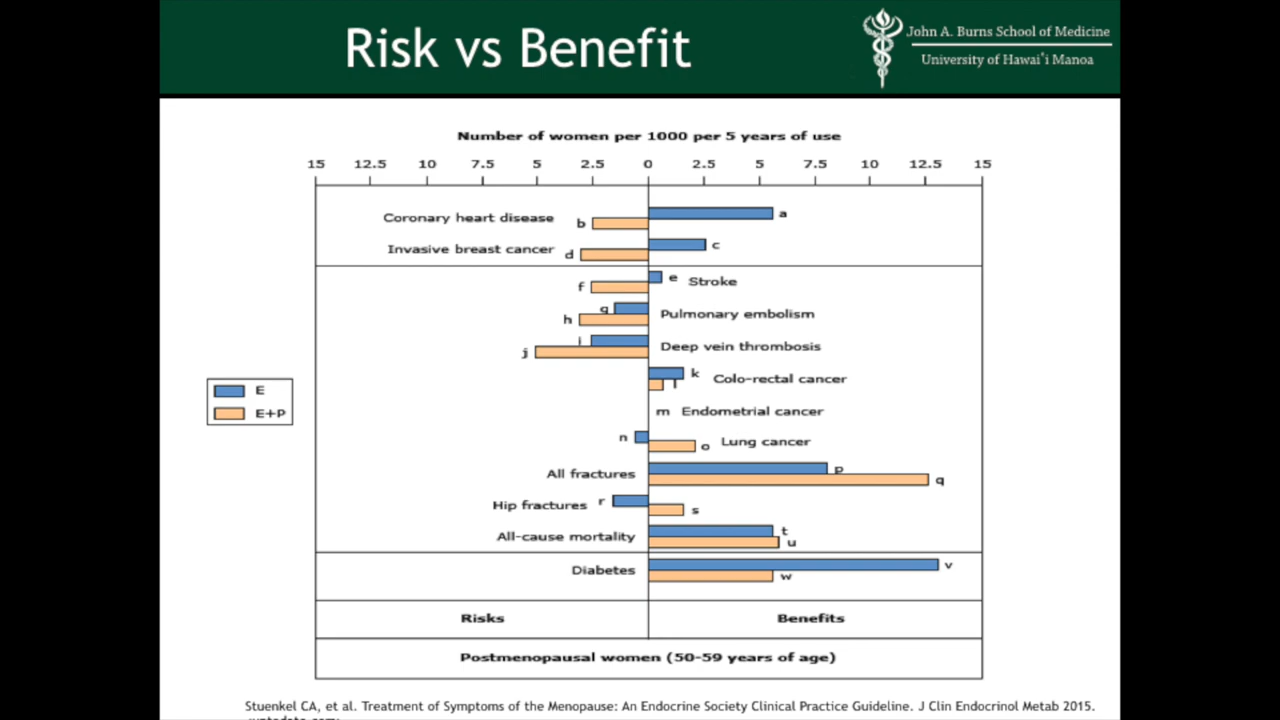 Risk vs Benefit
John A. Burns School of Medicine
University of Hawai'i Manoa
Number of women per 1000 per 5 years of use
15 12.5 10 7.5 5 2.5 0 2.5 5 7.5 10 12.5 15
Coronary heart disease b a
Invasive breast cancer d c
f e Stroke
g
h Pulmonary embolism
i
j Deep vein thrombosis
k Colo-rectal cancer
l
E
E+P
m Endometrial cancer
n o Lung cancer
All fractures p
q
Hip fractures r s
All-cause mortality t
u
Diabetes v
w
Risks Benefits
Postmenopausal women (50-59 years of age)
Stuenkel CA, et al. Treatment of Symptoms of the Menopause: An Endocrine Society Clinical Practice Guideline. J Clin Endocrinol Metab 2015.